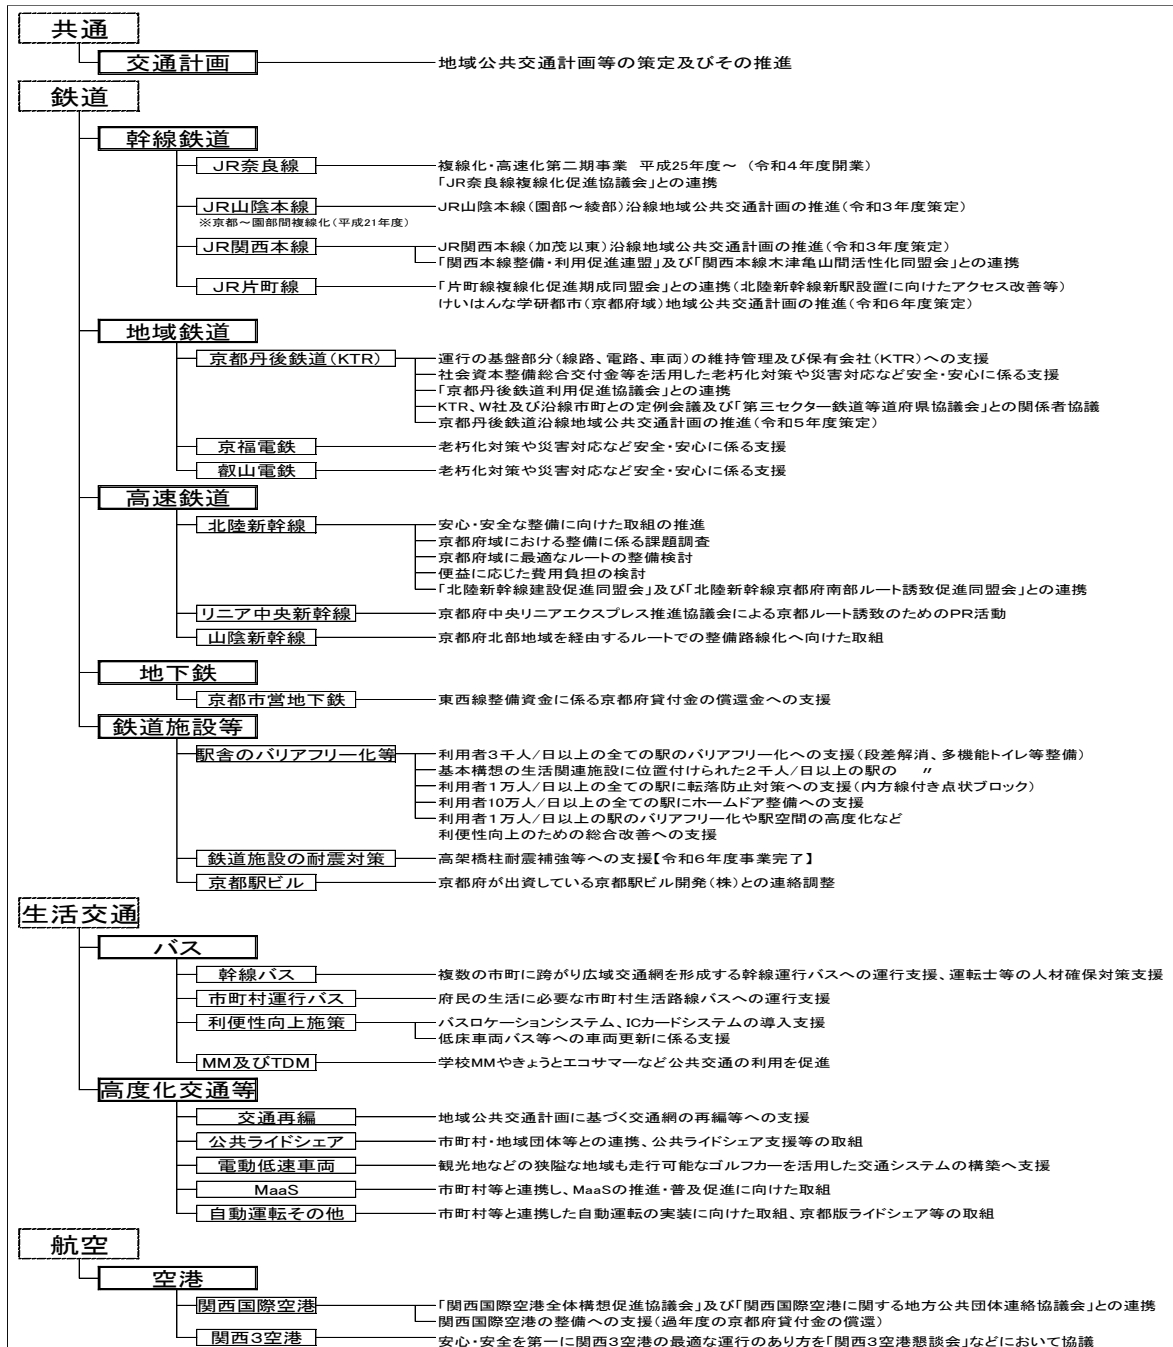 共通
交通計画
地域公共交通計画等の策定及びその推進
鉄道
幹線鉄道
JR奈良線
複線化・高速化第二期事業　平成25年度～（令和4年度開業）
「JR奈良線複線化促進協議会」との連携
JR山陰本線
JR山陰本線（園部～綾部）沿線地域公共交通計画の推進（令和3年度策定）
※京都～園部間複線化（平成21年度）
JR関西本線
JR関西本線（加茂以東）沿線地域公共交通計画の推進（令和3年度策定）
「関西本線整備・利用促進連盟」及び「関西本線木津亀山間活性化同盟会」との連携
JR片町線
「片町線複線化促進期成同盟会」との連携（北陸新幹線新駅設置に向けたアクセス改善等）
けいはんな学研都市（京都府域）地域公共交通計画の推進（令和6年度策定）
地域鉄道
京都丹後鉄道（KTR）
運行の基盤部分（線路、電路、車両）の維持管理及び保有会社（KTR）への支援
社会資本整備総合交付金等を活用した老朽化対策や災害対応など安全・安心に係る支援
「京都丹後鉄道利用促進協議会」との連携
KTR、W社及び沿線市町との定例会議及び「第三セクター鉄道等道府県協議会」との関係者協議
京都丹後鉄道沿線地域公共交通計画の推進（令和5年度策定）
京福電鉄
老朽化対策や災害対応など安全・安心に係る支援
叡山電鉄
老朽化対策や災害対応など安全・安心に係る支援
高速鉄道
北陸新幹線
安心・安全な整備に向けた取組の推進
京都府域における整備に係る課題調査
京都府域に最適なルートの整備検討
便益に応じた費用負担の検討
「北陸新幹線建設促進同盟会」及び「北陸新幹線京都府南部ルート誘致促進同盟会」との連携
リニア中央新幹線
京都府中央リニアエクスプレス推進協議会による京都ルート誘致のためのPR活動
山陰新幹線
京都府北部地域を経由するルートでの整備路線化へ向けた取組
地下鉄
京都市営地下鉄
東西線整備資金に係る京都府貸付金の償還金への支援
鉄道施設等
駅舎のバリアフリー化等
利用者3千人/日以上の全ての駅のバリアフリー化への支援（段差解消、多機能トイレ等整備）
基本構想の生活関連施設に位置付けられた2千人/日以上の駅の　〃
利用者1万人/日以上の全ての駅に転落防止対策への支援（内方線付き点状ブロック）
利用者10万人/日以上の全ての駅にホームドア整備への支援
利用者1万人/日以上の駅のバリアフリー化や駅空間の高度化など
利便性向上のための総合改善への支援
鉄道施設の耐震対策
高架橋柱耐震補強等への支援【令和6年度事業完了】
京都駅ビル
京都府が出資している京都駅ビル開発（株）との連絡調整
生活交通
バス
幹線バス
複数の市町に跨がり広域交通網を形成する幹線運行バスへの運行支援、運転士等の人材確保対策支援
市町村運行バス
府民の生活に必要な市町村生活路線バスへの運行支援
利便性向上施策
バスロケーションシステム、ICカードシステムの導入支援
低床車両バス等への車両更新に係る支援
MM及びTDM
学校MMやきょうとエコサマーなど公共交通の利用を促進
高度化交通等
交通再編
地域公共交通計画に基づく交通網の再編等への支援
公共ライドシェア
市町村・地域団体等との連携、公共ライドシェア支援等の取組
電動低速車両
観光地などの狭隘な地域も走行可能なゴルフカーを活用した交通システムの構築へ支援
MaaS
市町村等と連携し、MaaSの推進・普及促進に向けた取組
自動運転その他
市町村等と連携した自動運転の実装に向けた取組、京都版ライドシェア等の取組
航空
空港
関西国際空港
「関西国際空港全体構想促進協議会」及び「関西国際空港に関する地方公共団体連絡協議会」との連携
関西国際空港の整備への支援（過年度の京都府貸付金の償還）
関西3空港
安心・安全を第一に関西3空港の最適な運行のあり方を「関西3空港懇談会」などにおいて協議